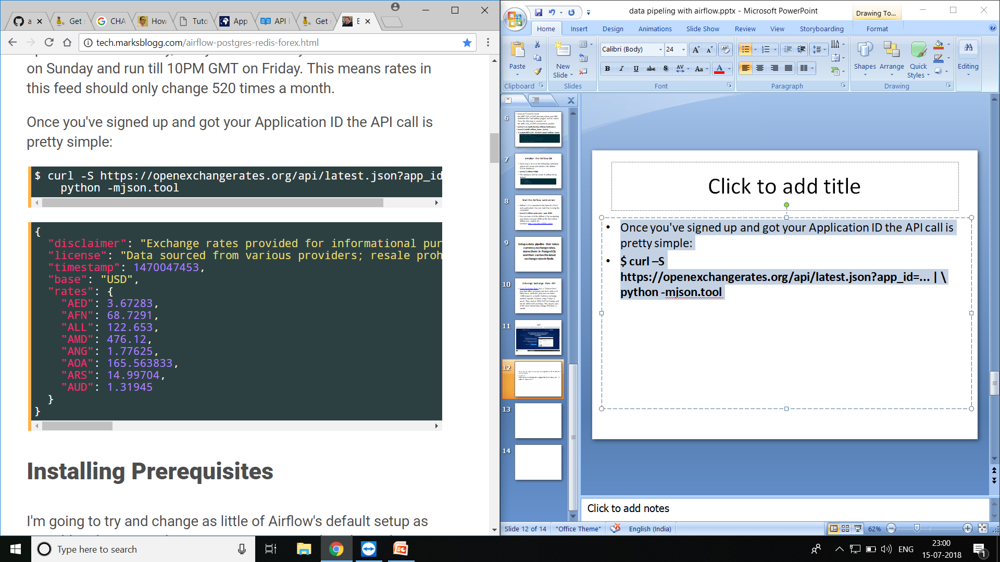 a
Get
CHA
How
Tuto
App
API
Get
E
tech.marksblogg.com/airflow-postgres-redis-forex.html
on Sunday and run till 10PM GMT on Friday. This means rates in
this feed should only change 520 times a month.
Once you've signed up and got your Application ID the API call is
pretty simple:
$ curl -S https://openexchangerates.org/api/latest.json?app_id
python -mjson.tool
{
"disclaimer": "Exchange rates provided for informational pur
"license": "Data sourced from various providers; resale proh
"timestamp": 1470047453,
"base": "USD",
"rates": {
"AED": 3.67283,
"AFN": 68.7291,
"ALL": 122.653,
"AMD": 476.12,
"ANG": 1.77625,
"AOA": 165.563833,
"ARS": 14.99704,
"AUD": 1.31945
}
}
Installing Prerequisites
I'm going to try and change as little of Airflow's default setup as
data pipeling with airflow.pptx - Microsoft PowerPoint
Drawing To...
Home Insert Design Animations Slide Show Review View Storyboarding Format
Paste
Clipboard
New
Slide
Slides
Calibri (Body) 24
B I U abc S AV Aa A
Font
Paragraph
Shapes Arrange Quick
Styles
Drawing
Editing
6
7
Initialize the Airflow DB
8
Start the Airflow web server
9
Setup a data pipeline that takes
currency exchange rates,
stores them in PostgreSQL
and then caches the latest
exchange rates in Redis.
10
A Foreign Exchange Rate API
11
API
12
13
14
Click to add title
• Once you've signed up and got your Application ID the API call is
pretty simple:
• $ curl –S
https://openexchangerates.org/api/latest.json?app_id=... | \
python -mjson.tool
Click to add notes
Slide 12 of 14 "Office Theme" English (India) 62%
Type here to search
ENG
23:00
15-07-2018
1